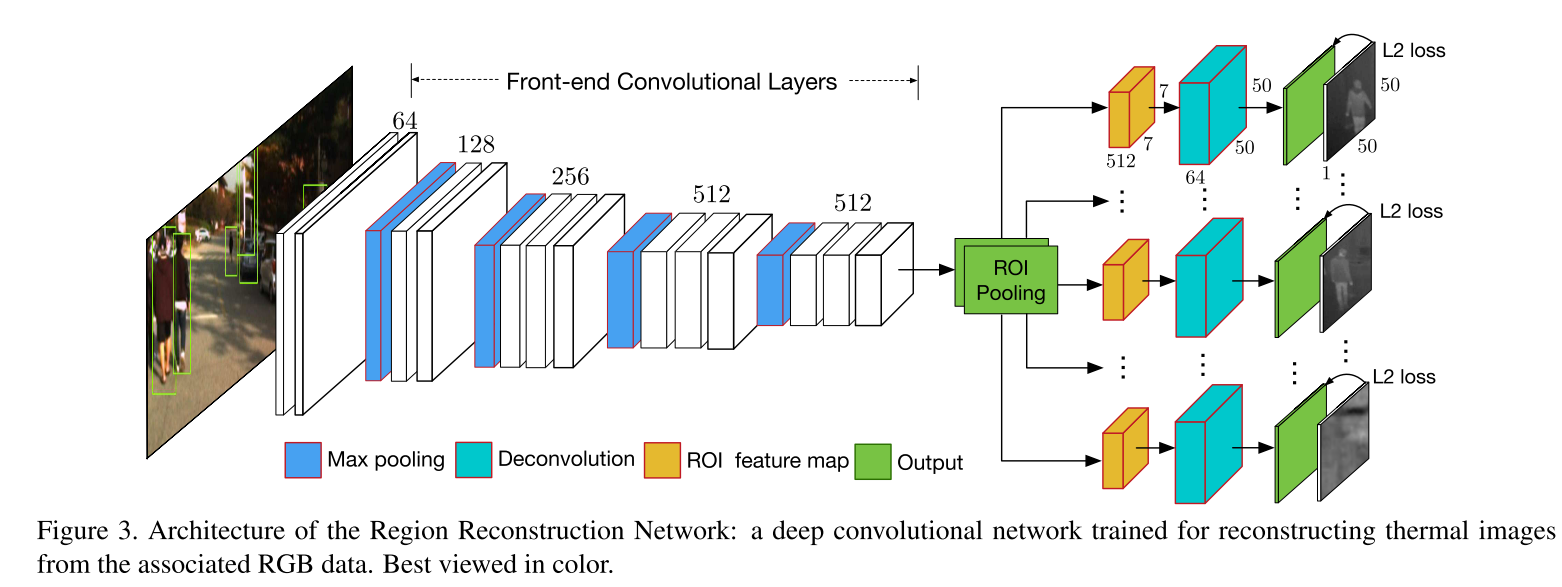 Front-end Convolutional Layers
64
128
256
512
512
ROI
Pooling
512
7
7
64
50
50
1
50
50
L2 loss
L2 loss
L2 loss
Max pooling
Deconvolution
ROI feature map
Output
Figure 3. Architecture of the Region Reconstruction Network: a deep convolutional network trained for reconstructing thermal images
from the associated RGB data. Best viewed in color.